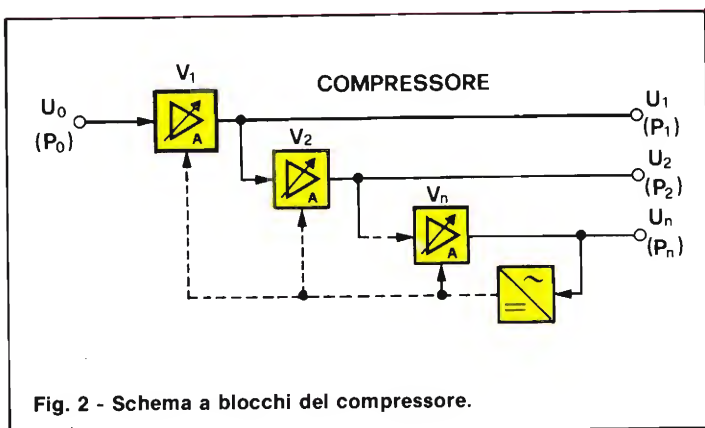 COMPRESSORE
V₁
U₀
(P₀)
A
U₁
(P₁)
V₂
A
U₂
(P₂)
Vₙ
A
Uₙ
(Pₙ)
~
=
Fig. 2 - Schema a blocchi del compressore.